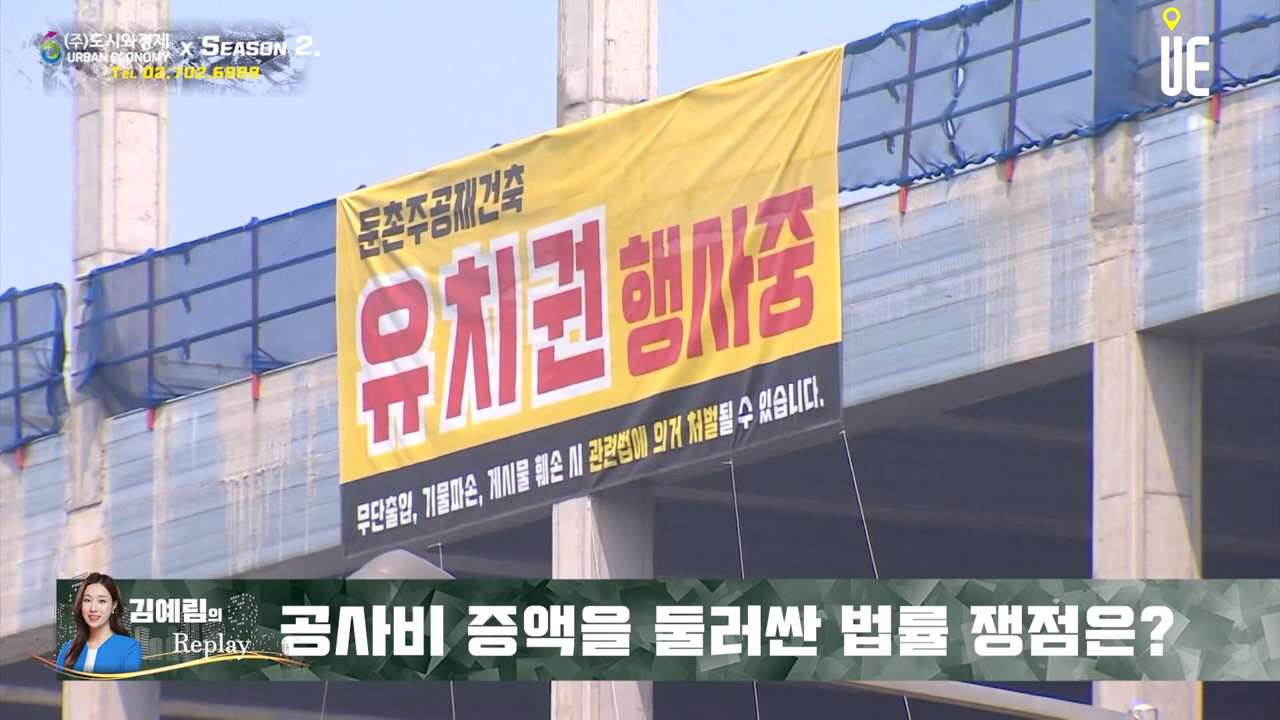 (주)도시와경제
URBAN ECONOMY
X SEASON 2.
TEL 02.702.6888
UE
둔촌주공재건축
유치권 행사중
무단출입, 기물파손, 게시물 훼손 시 관련법에 의거 처벌될 수 있습니다.
김예림의
Replay
공사비 증액을 둘러싼 법률 쟁점은?